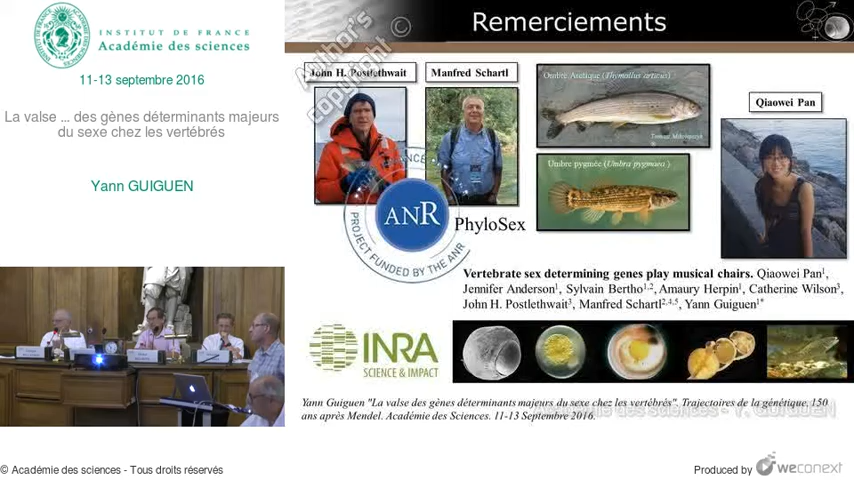 INSTITUT DE FRANCE
Académie des sciences
11-13 septembre 2016
La valse ... des gènes déterminants majeurs
du sexe chez les vertébrés
Yann GUIGUEN
Remerciements
Author's
copyright
©
John H. Postlethwait
Manfred Schartl
Ombre Asiatique (Thymallus arcticus)
Qiaowei Pan
Umbre pygmée (Umbra pygmaea )
ANR
PROJECT FUNDED BY THE ANR
PhyloSex
Vertebrate sex determining genes play musical chairs. Qiaowei Pan1,
Jennifer Anderson1, Sylvain Bertho1,2, Amaury Herpin1, Catherine Wilson3,
John H. Postlethwait3, Manfred Schartl2,4,5, Yann Guiguen1*
INRA
SCIENCE & IMPACT
Yann Guiguen "La valse des gènes déterminants majeurs du sexe chez les vertébrés". Trajectoires de la génétique, 150
ans après Mendel. Académie des Sciences. 11-13 Septembre 2016.
Académie des sciences - Y. GUIGUEN
© Académie des sciences - Tous droits réservés
Produced by weconext